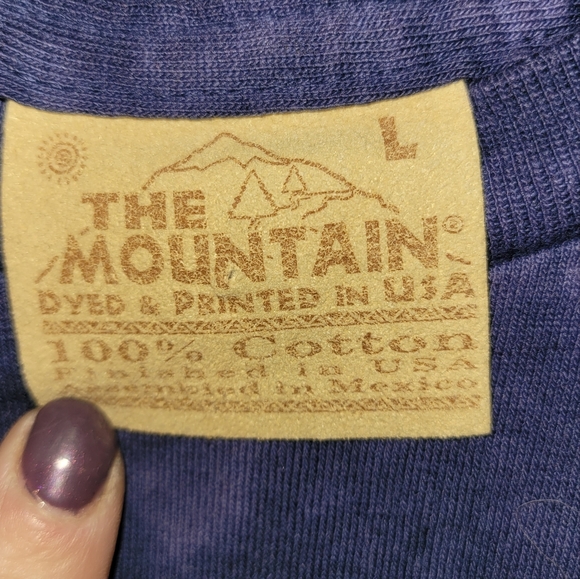 L
THE
MOUNTAIN®
DYED & PRINTED IN USA
100% Cotton
Finished in USA
Assembled in Mexico